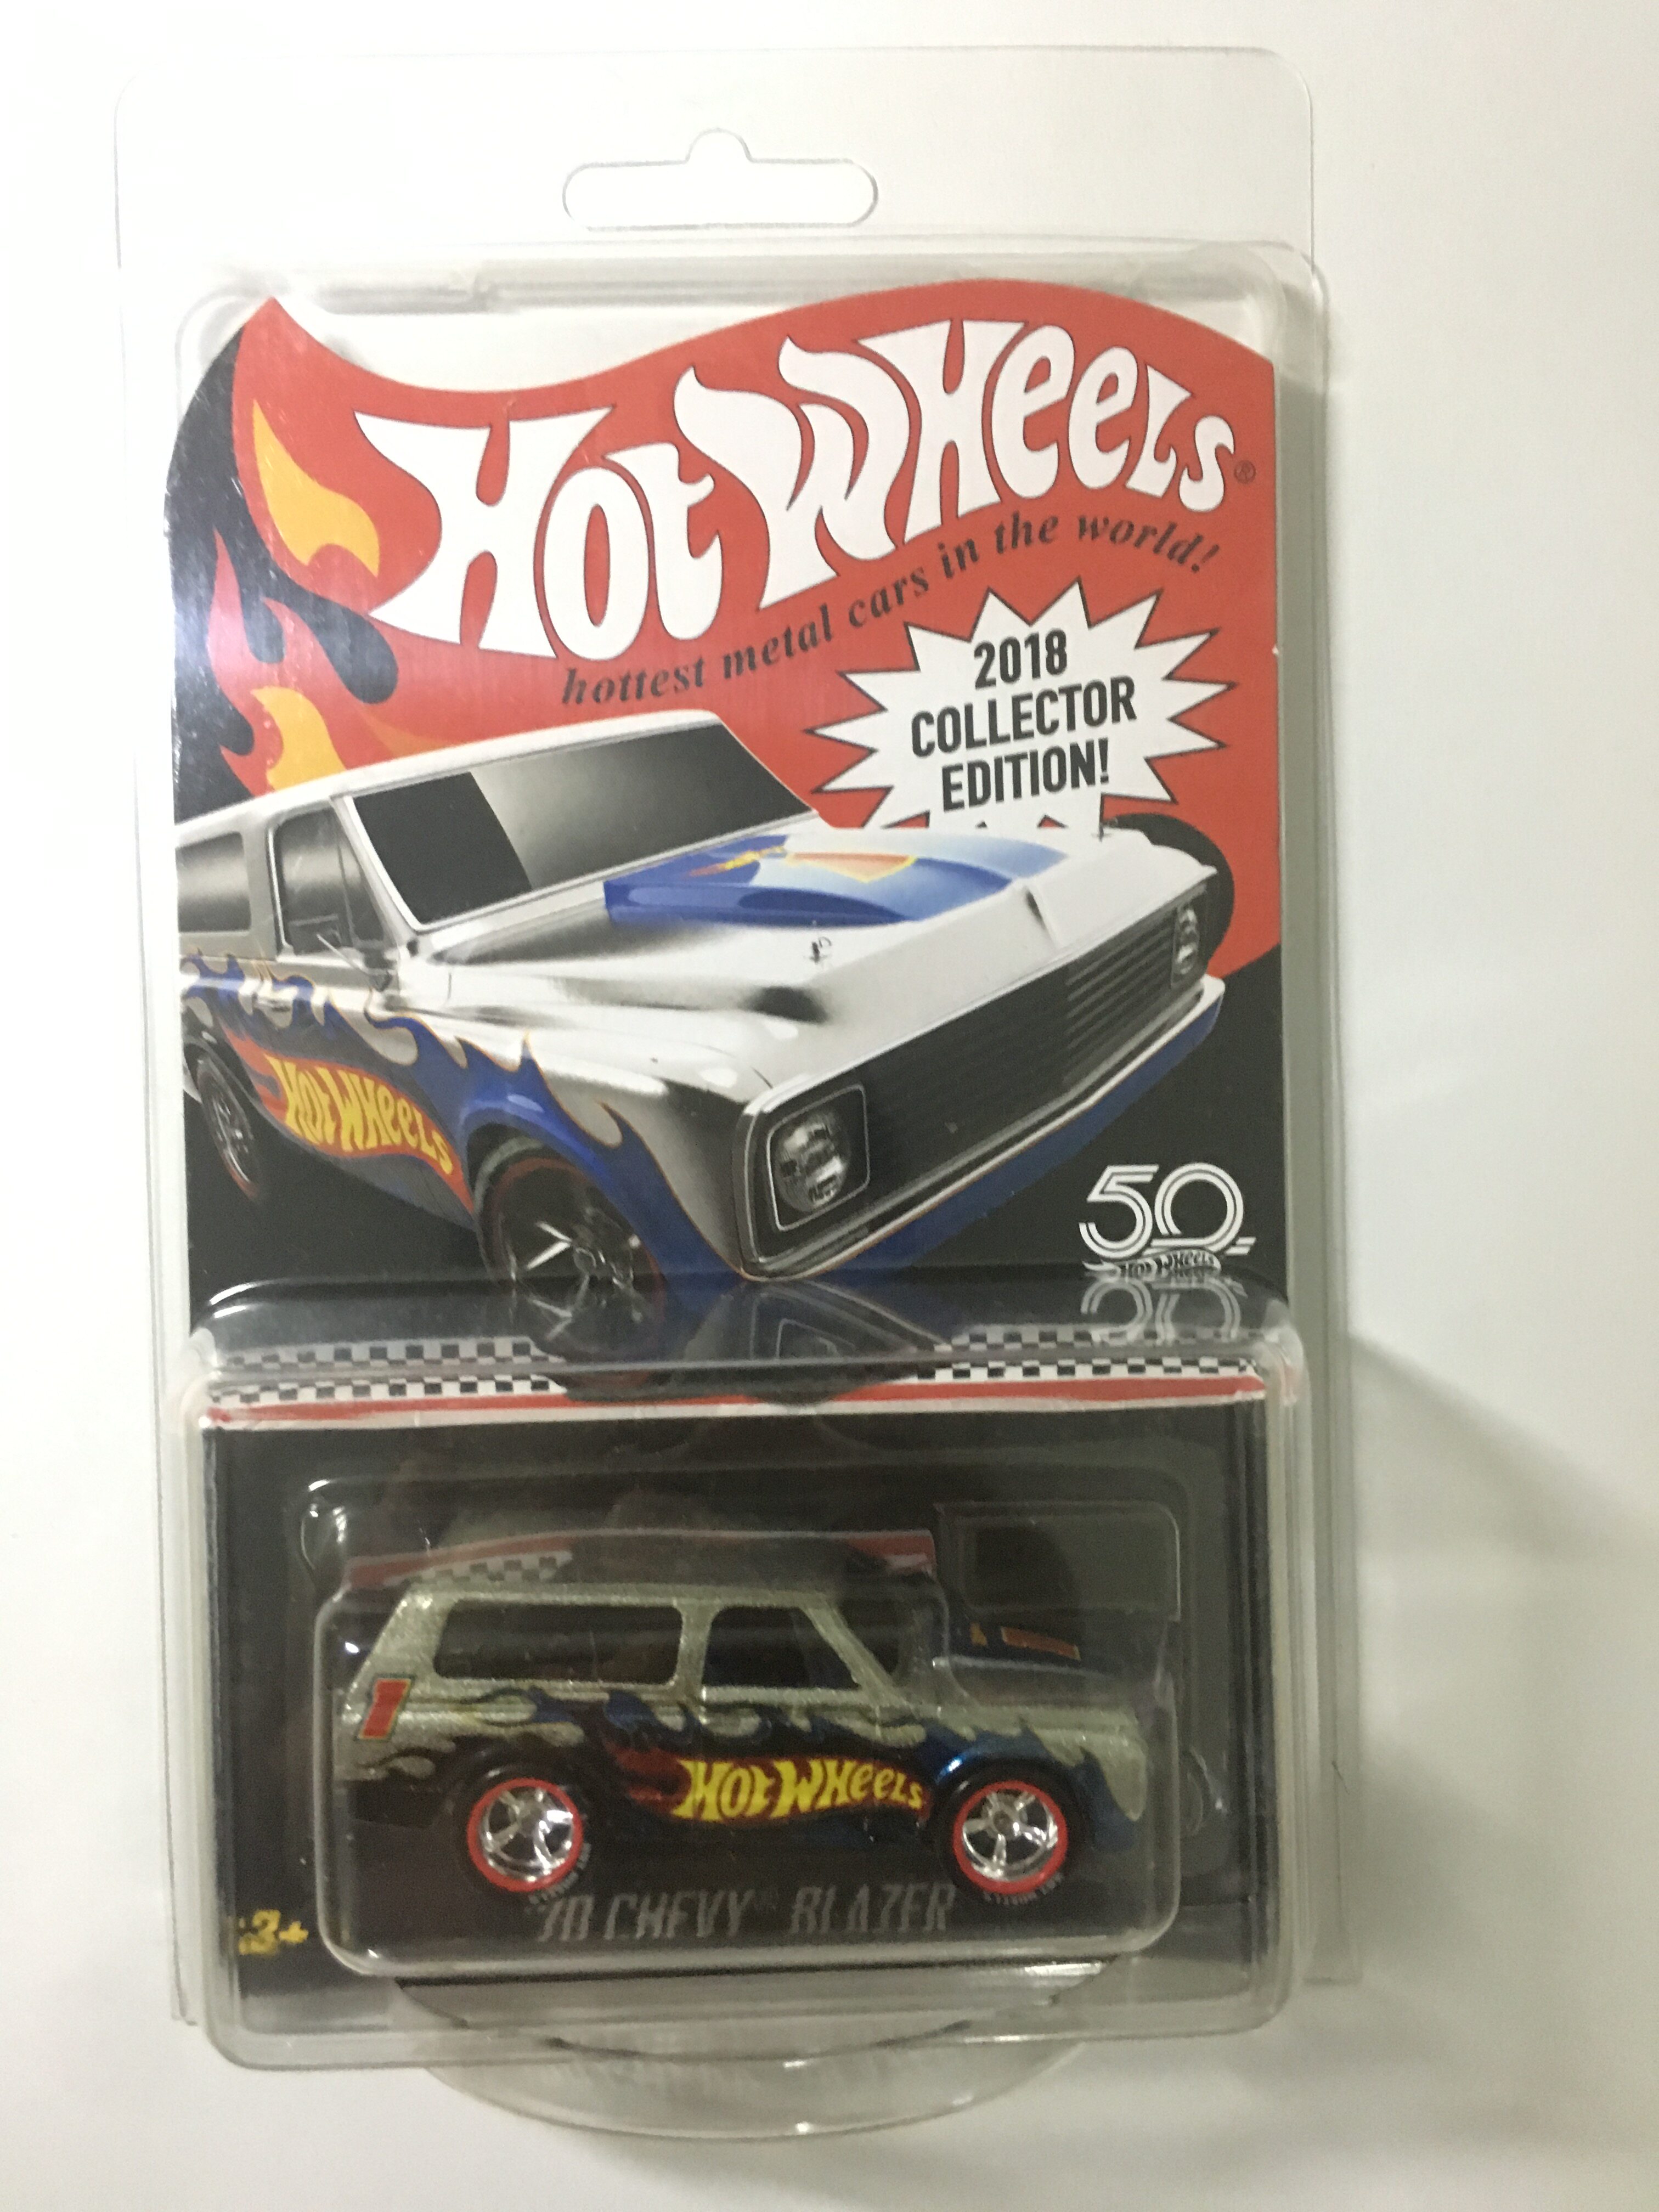 Hot Wheels®
hottest metal cars in the world!
2018
COLLECTOR
EDITION!
HOT WHEELS
50
HOT WHEELS
1
HOT WHEELS
'70 CHEVY® BLAZER
3+